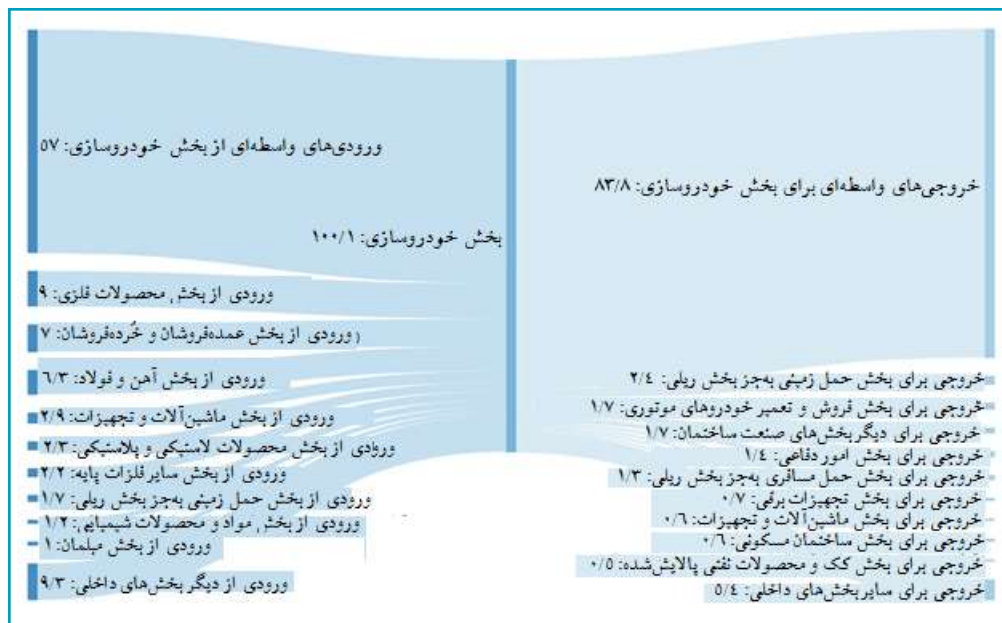 ورودی‌های واسطه‌ای از بخش خودروسازی: ۵۷
بخش خودروسازی: ۱۰۰/۱
ورودی از بخش محصولات فلزی: ۹
ورودی از بخش عمده‌فروشان و خُرده‌فروشان: ۷
ورودی از بخش آهن و فولاد: ۶/۳
ورودی از بخش ماشین‌آلات و تجهیزات: ۲/۹
ورودی از بخش محصولات لاستیکی و پلاستیکی: ۲/۳
ورودی از بخش سایر فلزات پایه: ۲/۲
ورودی از بخش حمل زمینی به‌جز بخش ریلی: ۱/۷
ورودی از بخش مواد و محصولات شیمیایی: ۱/۲
ورودی از بخش مبلمان: ۱
ورودی از دیگر بخش‌های داخلی: ۹/۳
خروجی‌های واسطه‌ای برای بخش خودروسازی: ۸۳/۸
خروجی برای بخش حمل زمینی به‌جز بخش ریلی: ۲/۴
خروجی برای بخش فروش و تعمیر خودروهای موتوری: ۱/۷
خروجی برای دیگر بخش‌های صنعت ساختمان: ۱/۷
خروجی برای بخش امور دفاعی: ۱/۴
خروجی برای بخش حمل مسافری به‌جز بخش ریلی: ۱/۳
خروجی برای بخش تجهیزات برقی: ۰/۷
خروجی برای بخش ماشین‌آلات و تجهیزات: ۰/۶
خروجی برای بخش ساختمان مسکونی: ۰/۶
خروجی برای بخش کک و محصولات نفتی پالایش‌شده: ۰/۵
خروجی برای سایر بخش‌های داخلی: ۵/۴